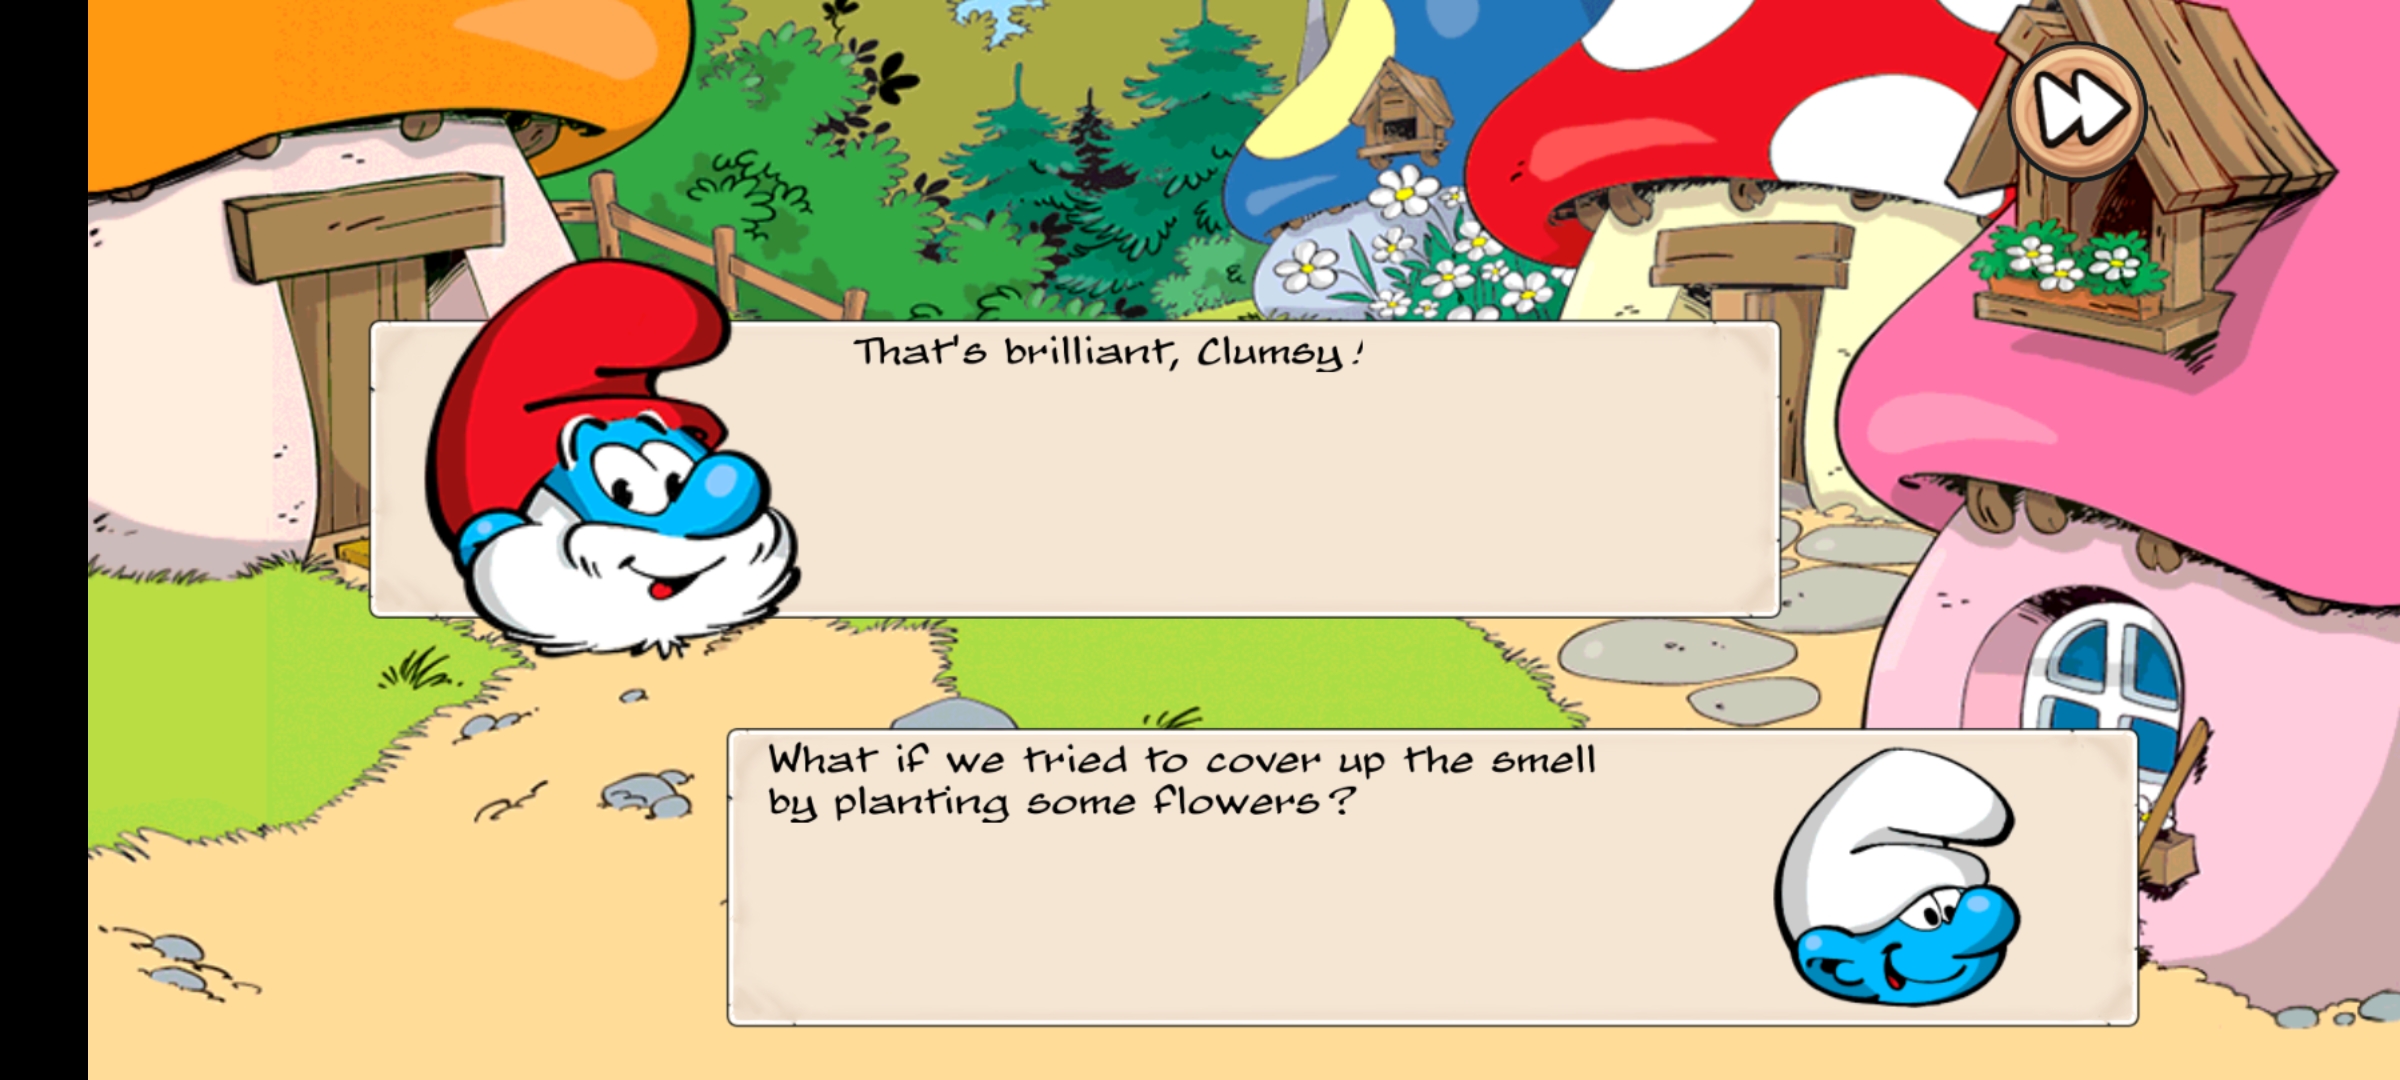 That's brilliant, Clumsy!
What if we tried to cover up the smell
by planting some flowers?